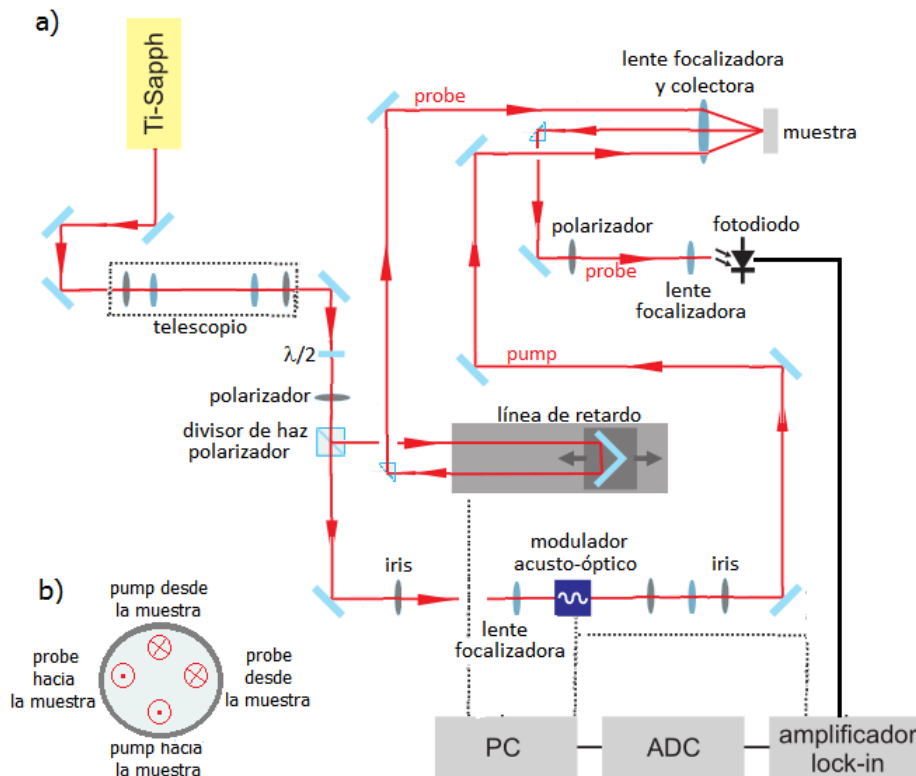 a)
Ti-Sapph
lente focalizadora
y colectora
probe
muestra
polarizador
fotodiodo
probe
lente
focalizadora
telescopio
λ/2
pump
polarizador
línea de retardo
divisor de haz
polarizador
modulador
acusto-óptico
iris
iris
lente
focalizadora
b)
pump desde
la muestra
probe
hacia
la muestra
probe
desde
la muestra
pump hacia
la muestra
PC
ADC
amplificador
lock-in